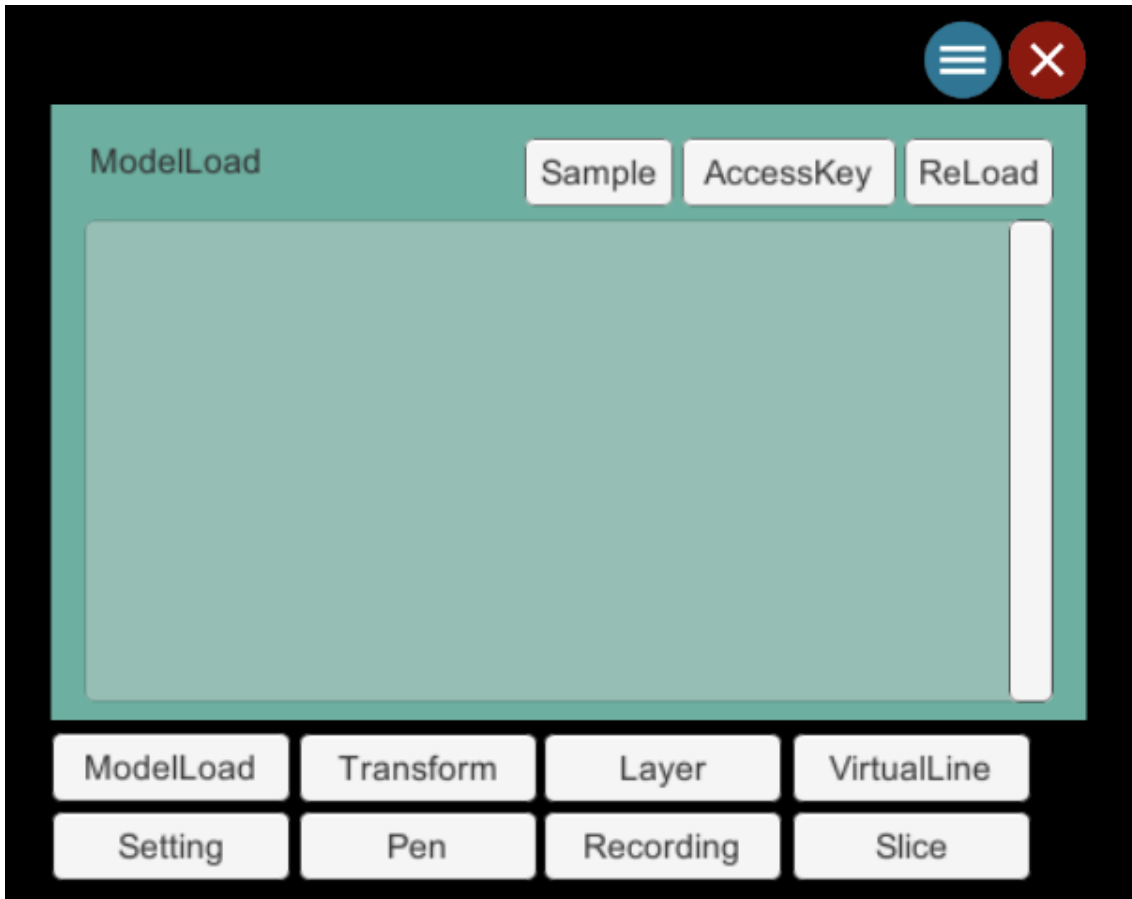 ModelLoad Sample AccessKey ReLoad
ModelLoad Transform Layer VirtualLine
Setting Pen Recording Slice